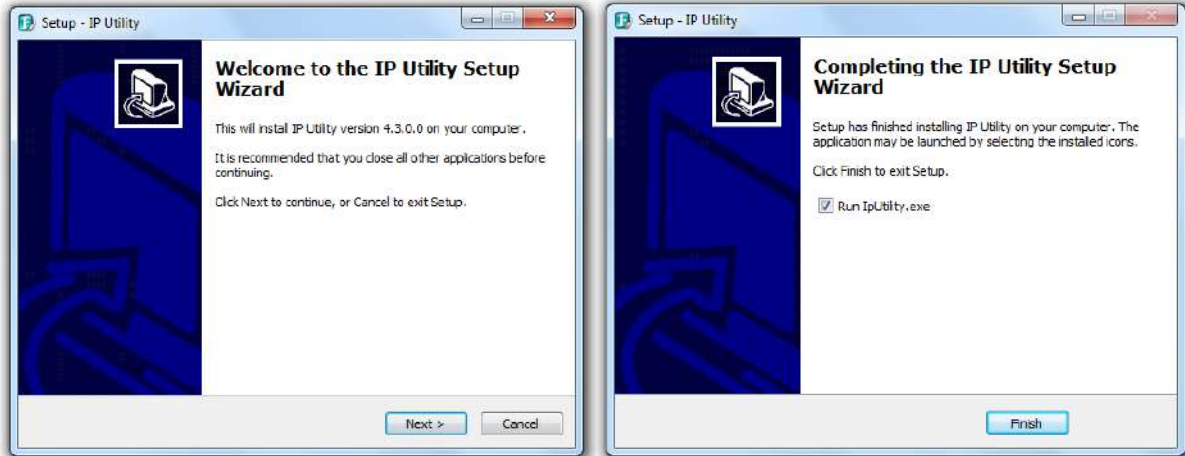 Setup - IP Utility
Welcome to the IP Utility Setup
Wizard
This will install IP Utility version 4.3.0.0 on your computer.
It is recommended that you close all other applications before
continuing.
Click Next to continue, or Cancel to exit Setup.
Next >
Cancel
Setup - IP Utility
Completing the IP Utility Setup
Wizard
Setup has finished installing IP Utility on your computer. The
application may be launched by selecting the installed icons.
Click Finish to exit Setup.
Run IpUtility.exe
Finish